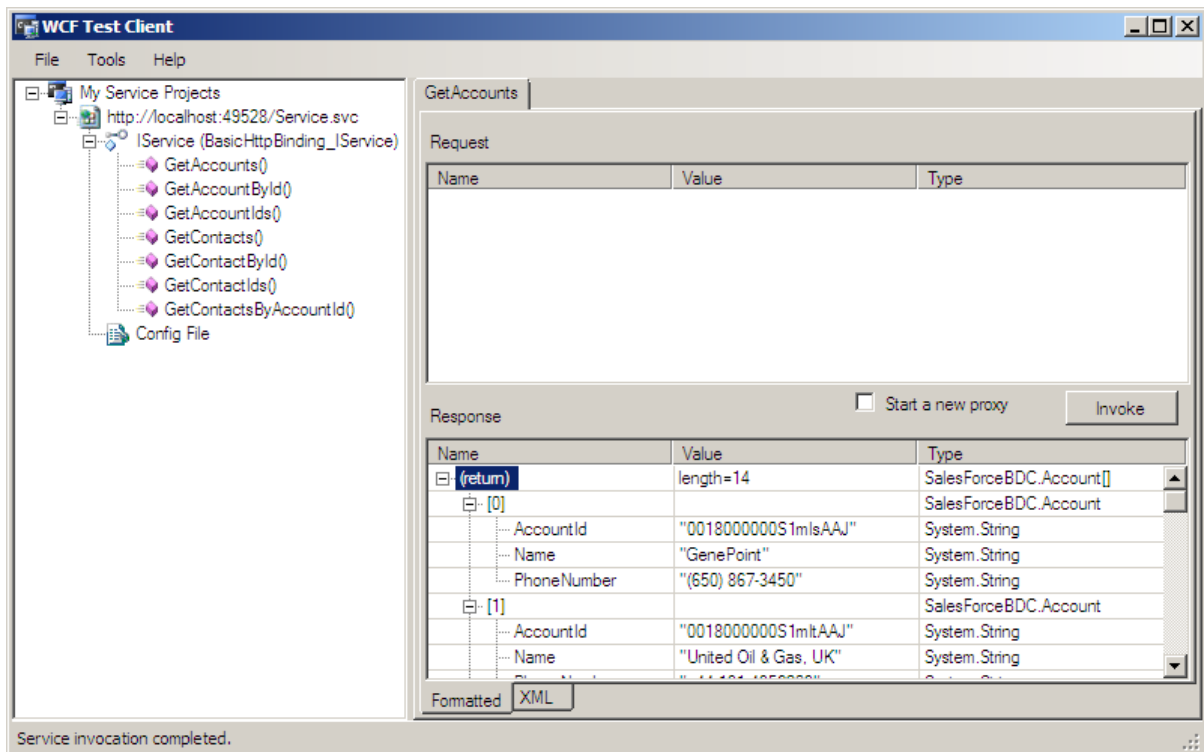 WCF Test Client
File Tools Help
My Service Projects
http://localhost:49528/Service.svc
IService (BasicHttpBinding_IService)
GetAccounts()
GetAccountById()
GetAccountIds()
GetContacts()
GetContactById()
GetContactIds()
GetContactsByAccountId()
Config File
GetAccounts
Request
Name Value Type
Response Start a new proxy Invoke
Name Value Type
(return) length=14 SalesForceBDC.Account[]
[0] SalesForceBDC.Account
AccountId "0018000000S1mIsAAJ" System.String
Name "GenePoint" System.String
PhoneNumber "(650) 867-3450" System.String
[1] SalesForceBDC.Account
AccountId "0018000000S1mItAAJ" System.String
Name "United Oil & Gas, UK" System.String
Formatted XML
Service invocation completed.